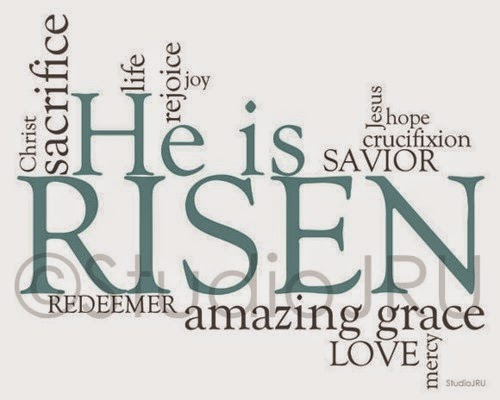 Christ
sacrifice
life
rejoice
joy
He is
Jesus
hope
crucifixion
SAVIOR
RISEN
©StudioJRU
REDEEMER
amazing grace
LOVE
mercy
StudioJRU